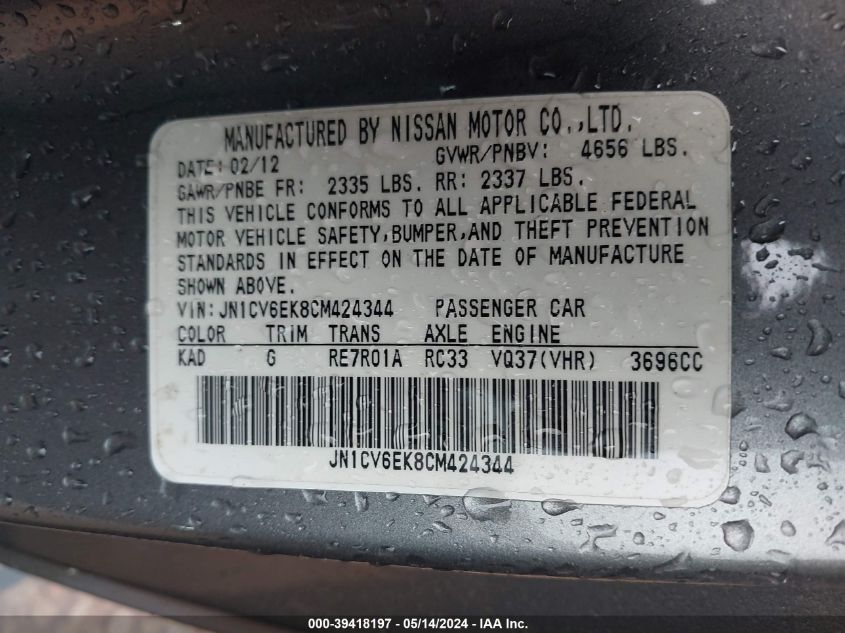 MANUFACTURED BY NISSAN MOTOR CO.,LTD.
DATE: 02/12 GVWR/PNBV: 4656 LBS.
GAWR/PNBE FR: 2335 LBS. RR: 2337 LBS.
THIS VEHICLE CONFORMS TO ALL APPLICABLE FEDERAL
MOTOR VEHICLE SAFETY,BUMPER,AND THEFT PREVENTION
STANDARDS IN EFFECT ON THE DATE OF MANUFACTURE
SHOWN ABOVE.
VIN:JN1CV6EK8CM424344 PASSENGER CAR
COLOR TRIM TRANS AXLE ENGINE
KAD G RE7R01A RC33 VQ37(VHR) 3696CC
JN1CV6EK8CM424344
000-39418197 - 05/14/2024 - IAA Inc.